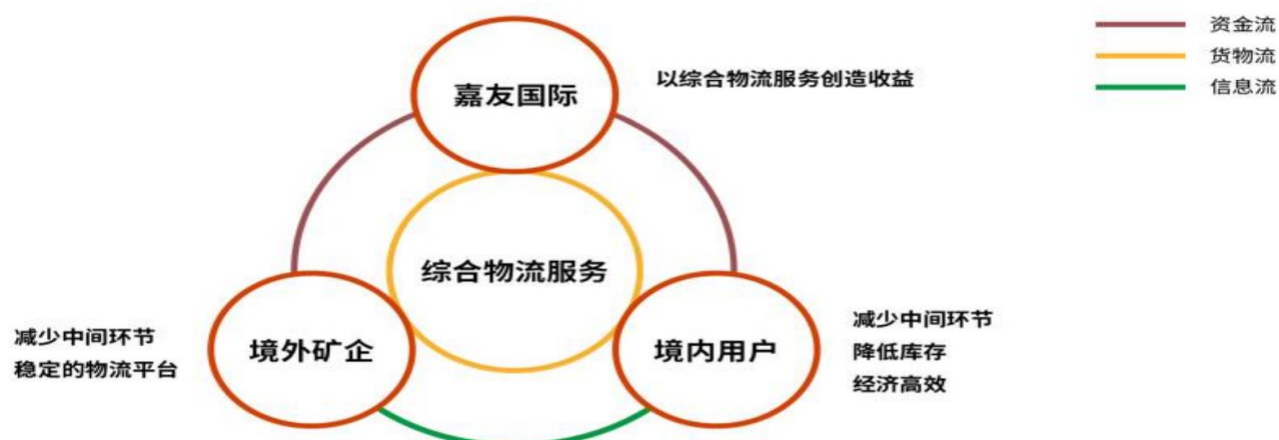 资金流
货物流
信息流
嘉友国际
以综合物流服务创造收益
综合物流服务
境外矿企
减少中间环节
稳定的物流平台
境内用户
减少中间环节
降低库存
经济高效